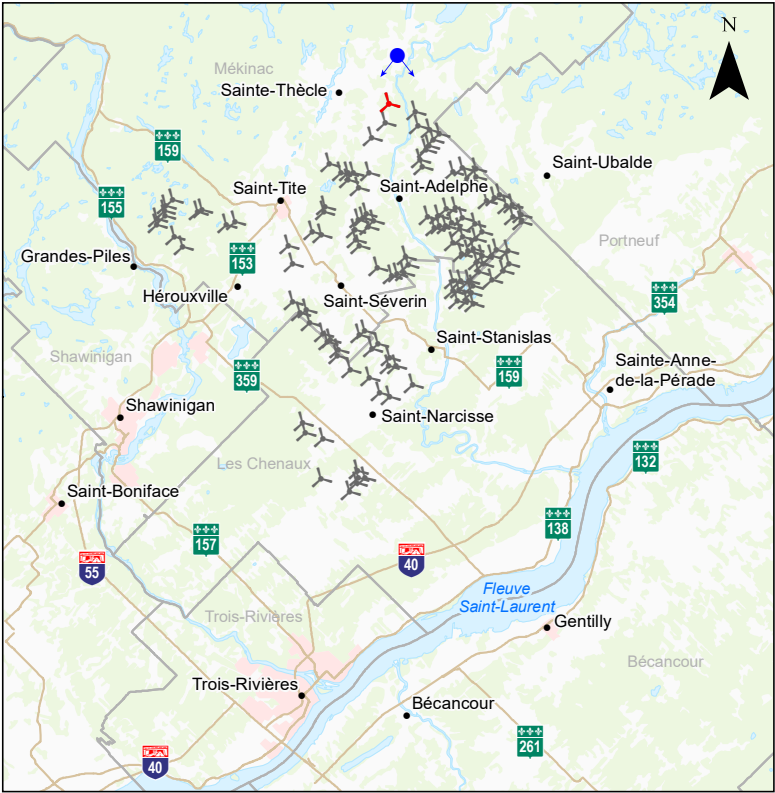 N
Mékinac
Sainte-Thècle
159
Saint-Ubalde
Saint-Tite
Saint-Adelphe
155
Portneuf
Grandes-Piles
153
Hérouxville
Saint-Séverin
354
Saint-Stanislas
Shawinigan
359
159
Sainte-Anne-
de-la-Pérade
Shawinigan
Saint-Narcisse
Les Chenaux
132
Saint-Boniface
157
138
55
40
Fleuve
Saint-Laurent
Trois-Rivières
Gentilly
Bécancour
Trois-Rivières
Bécancour
261
40